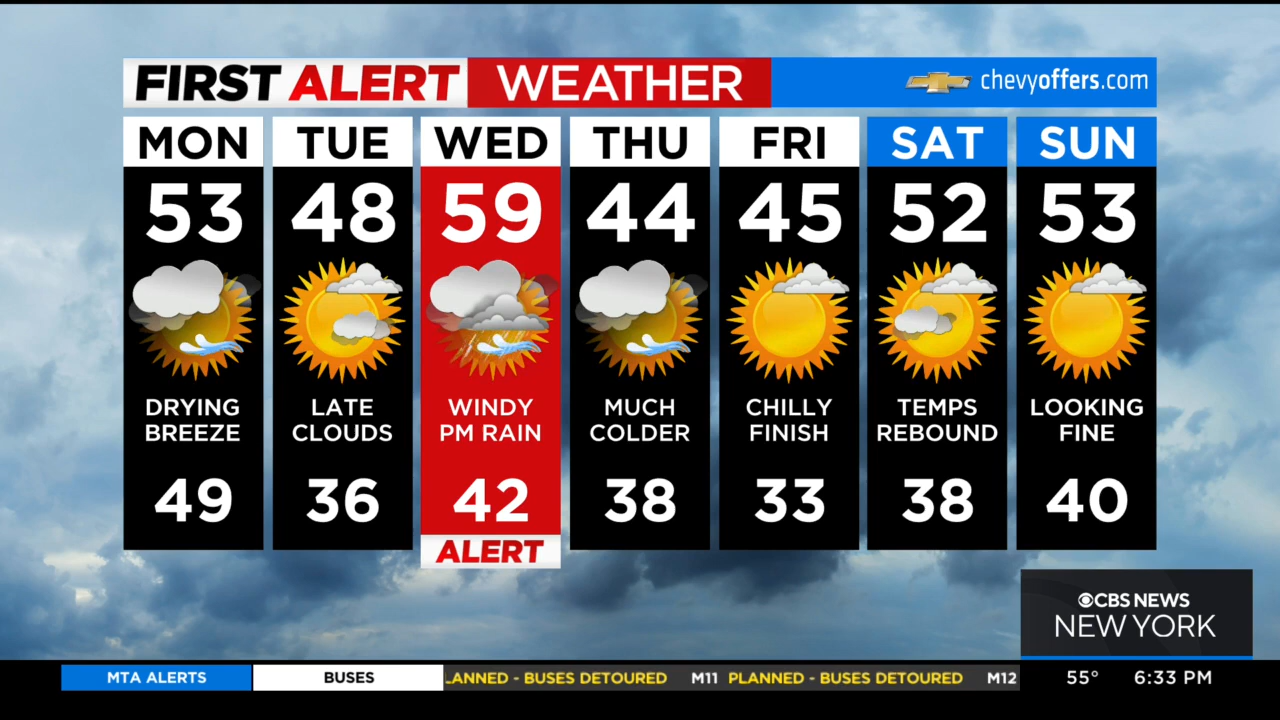 FIRST ALERT WEATHER
chevyoffers.com
MON TUE WED THU FRI SAT SUN
53 48 59 44 45 52 53
DRYING LATE WINDY MUCH CHILLY TEMPS LOOKING
BREEZE CLOUDS PM RAIN COLDER FINISH REBOUND FINE
49 36 42 38 33 38 40
ALERT
CBS NEWS
NEW YORK
MTA ALERTS BUSES LANNED - BUSES DETOURED M11 PLANNED - BUSES DETOURED M12 55° 6:33 PM